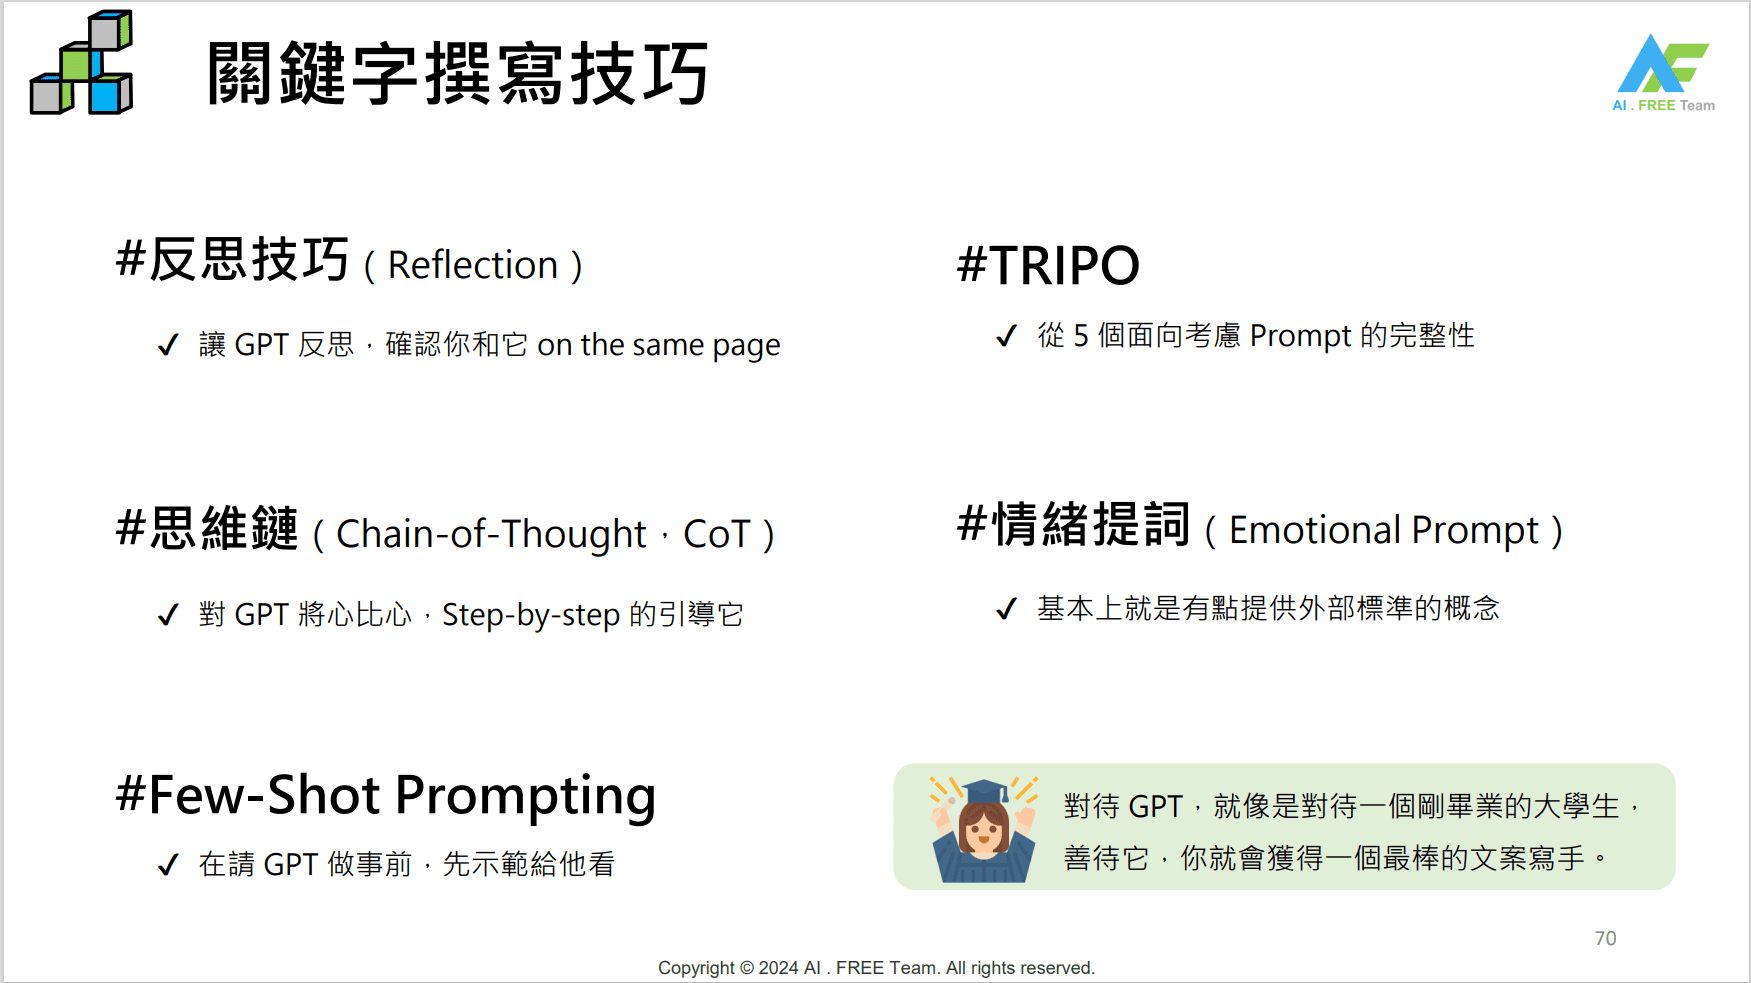 關鍵字撰寫技巧
AI . FREE Team
#反思技巧 ( Reflection )
✓ 讓 GPT 反思，確認你和它 on the same page
#思維鏈 ( Chain-of-Thought，CoT )
✓ 對 GPT 將心比心，Step-by-step 的引導它
#Few-Shot Prompting
✓ 在請 GPT 做事前，先示範給他看
#TRIPO
✓ 從 5 個面向考慮 Prompt 的完整性
#情緒提詞 ( Emotional Prompt )
✓ 基本上就是有點提供外部標準的概念
對待 GPT，就像是對待一個剛畢業的大學生，
善待它，你就會獲得一個最棒的文案寫手。
70
Copyright © 2024 AI . FREE Team. All rights reserved.